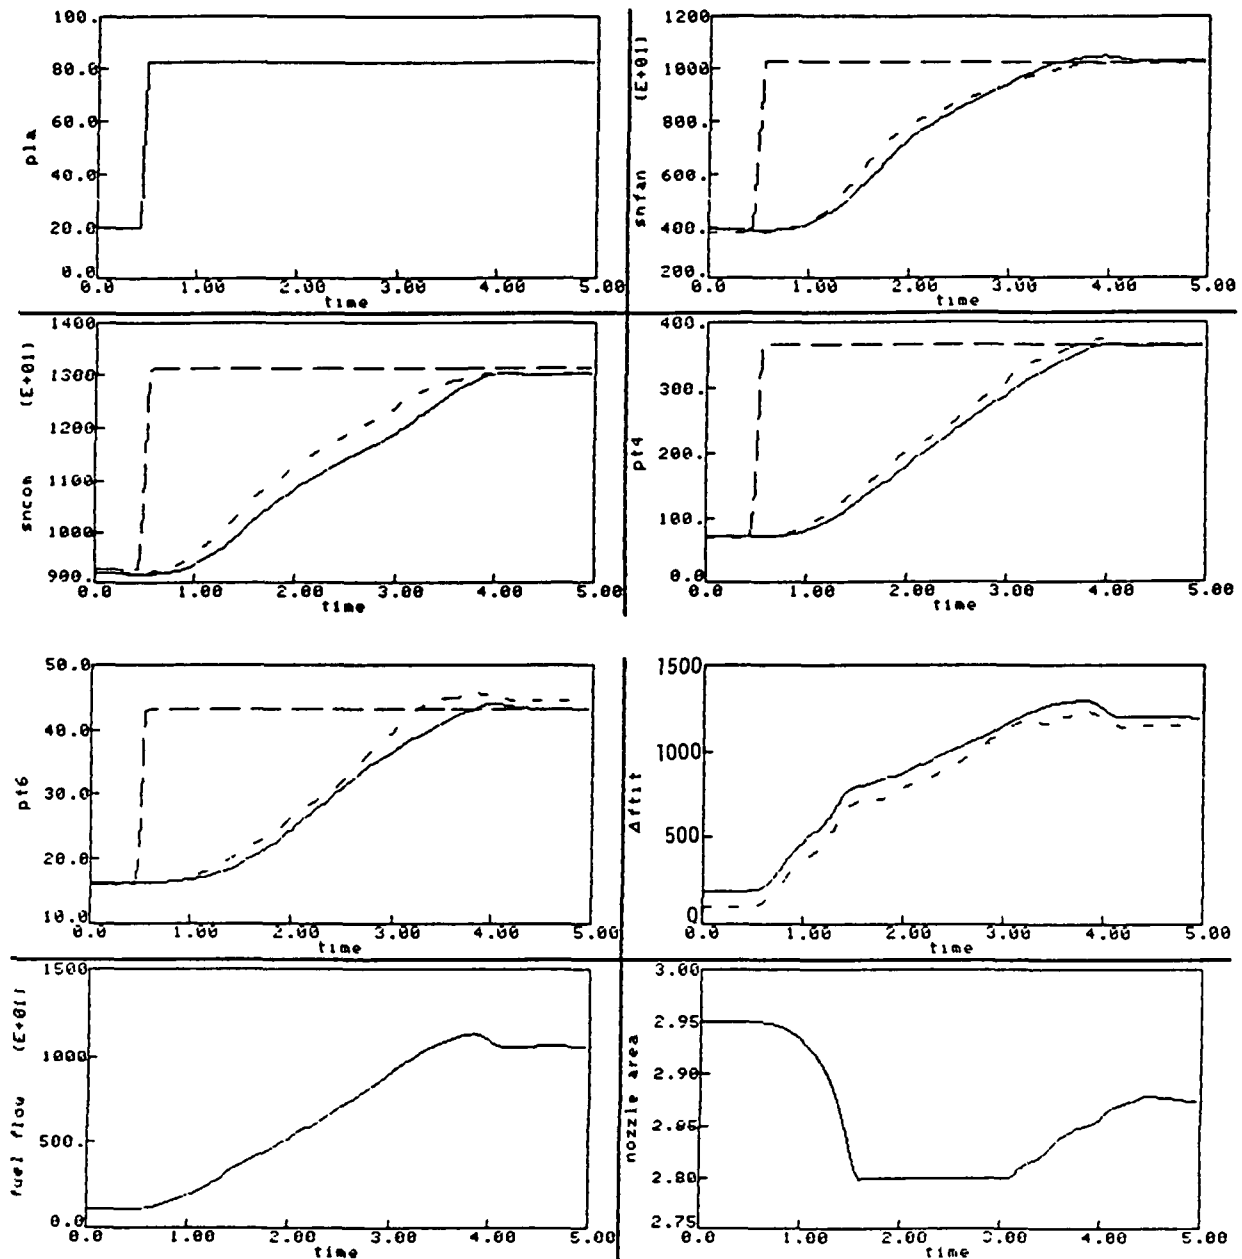 100.
80.0
60.0
40.0
20.0
0.0
pla
0.0 1.00 2.00 3.00 4.00 5.00
time
1200
1000
800.
600.
400.
200.
snfan (E+01)
0.0 1.00 2.00 3.00 4.00 5.00
time
1400
1300
1200
1100
1000
900.
sncom (E+01)
0.0 1.00 2.00 3.00 4.00 5.00
time
400.
300.
200.
100.
0.0
pt4
0.0 1.00 2.00 3.00 4.00 5.00
time
50.0
40.0
30.0
20.0
10.0
pt6
0.0 1.00 2.00 3.00 4.00 5.00
time
1500
1000
500
0
Δftit
0.0 1.00 2.00 3.00 4.00 5.00
time
1500
1000
500.
0.0
fuel flow (E+01)
0.0 1.00 2.00 3.00 4.00 5.00
time
3.00
2.95
2.90
2.85
2.80
2.75
nozzle area
0.0 1.00 2.00 3.00 4.00 5.00
time